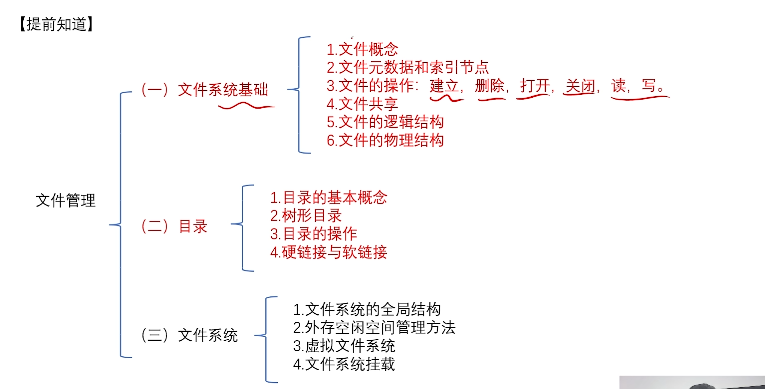 【提前知道】
文件管理
（一）文件系统基础
1.文件概念
2.文件元数据和索引节点
3.文件的操作：建立，删除，打开，关闭，读，写。
4.文件共享
5.文件的逻辑结构
6.文件的物理结构
（二）目录
1.目录的基本概念
2.树形目录
3.目录的操作
4.硬链接与软链接
（三）文件系统
1.文件系统的全局结构
2.外存空闲空间管理方法
3.虚拟文件系统
4.文件系统挂载